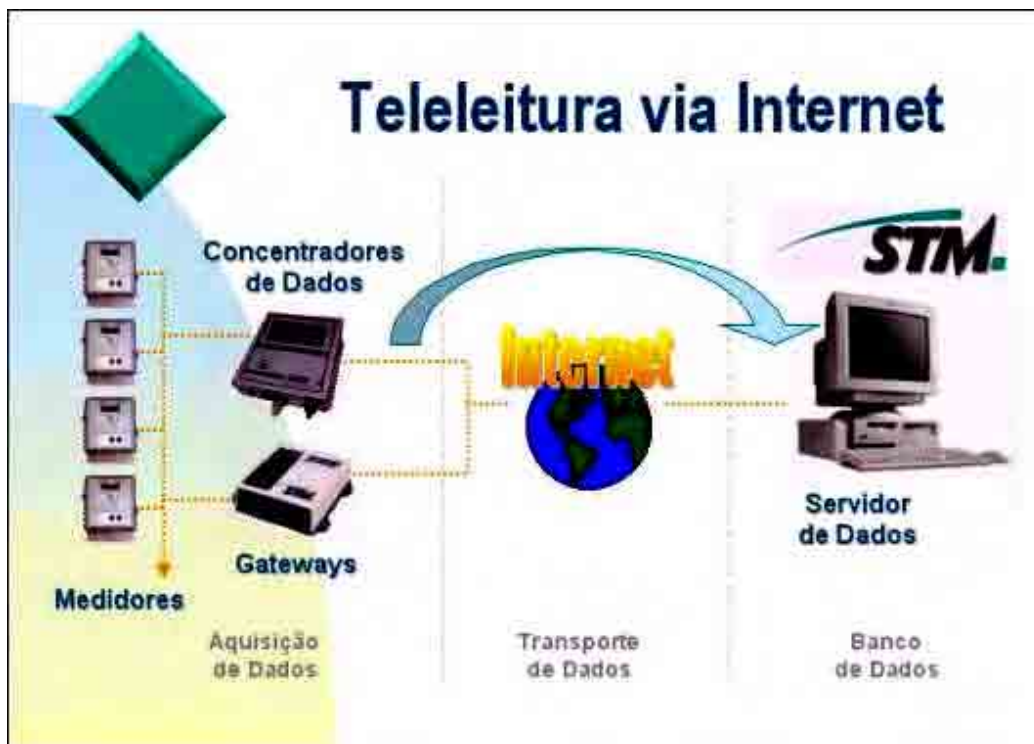 Teleleitura via Internet
STM.
Concentradores
de Dados
Internet
Servidor
de Dados
Gateways
Medidores
Aquisição
de Dados
Transporte
de Dados
Banco
de Dados